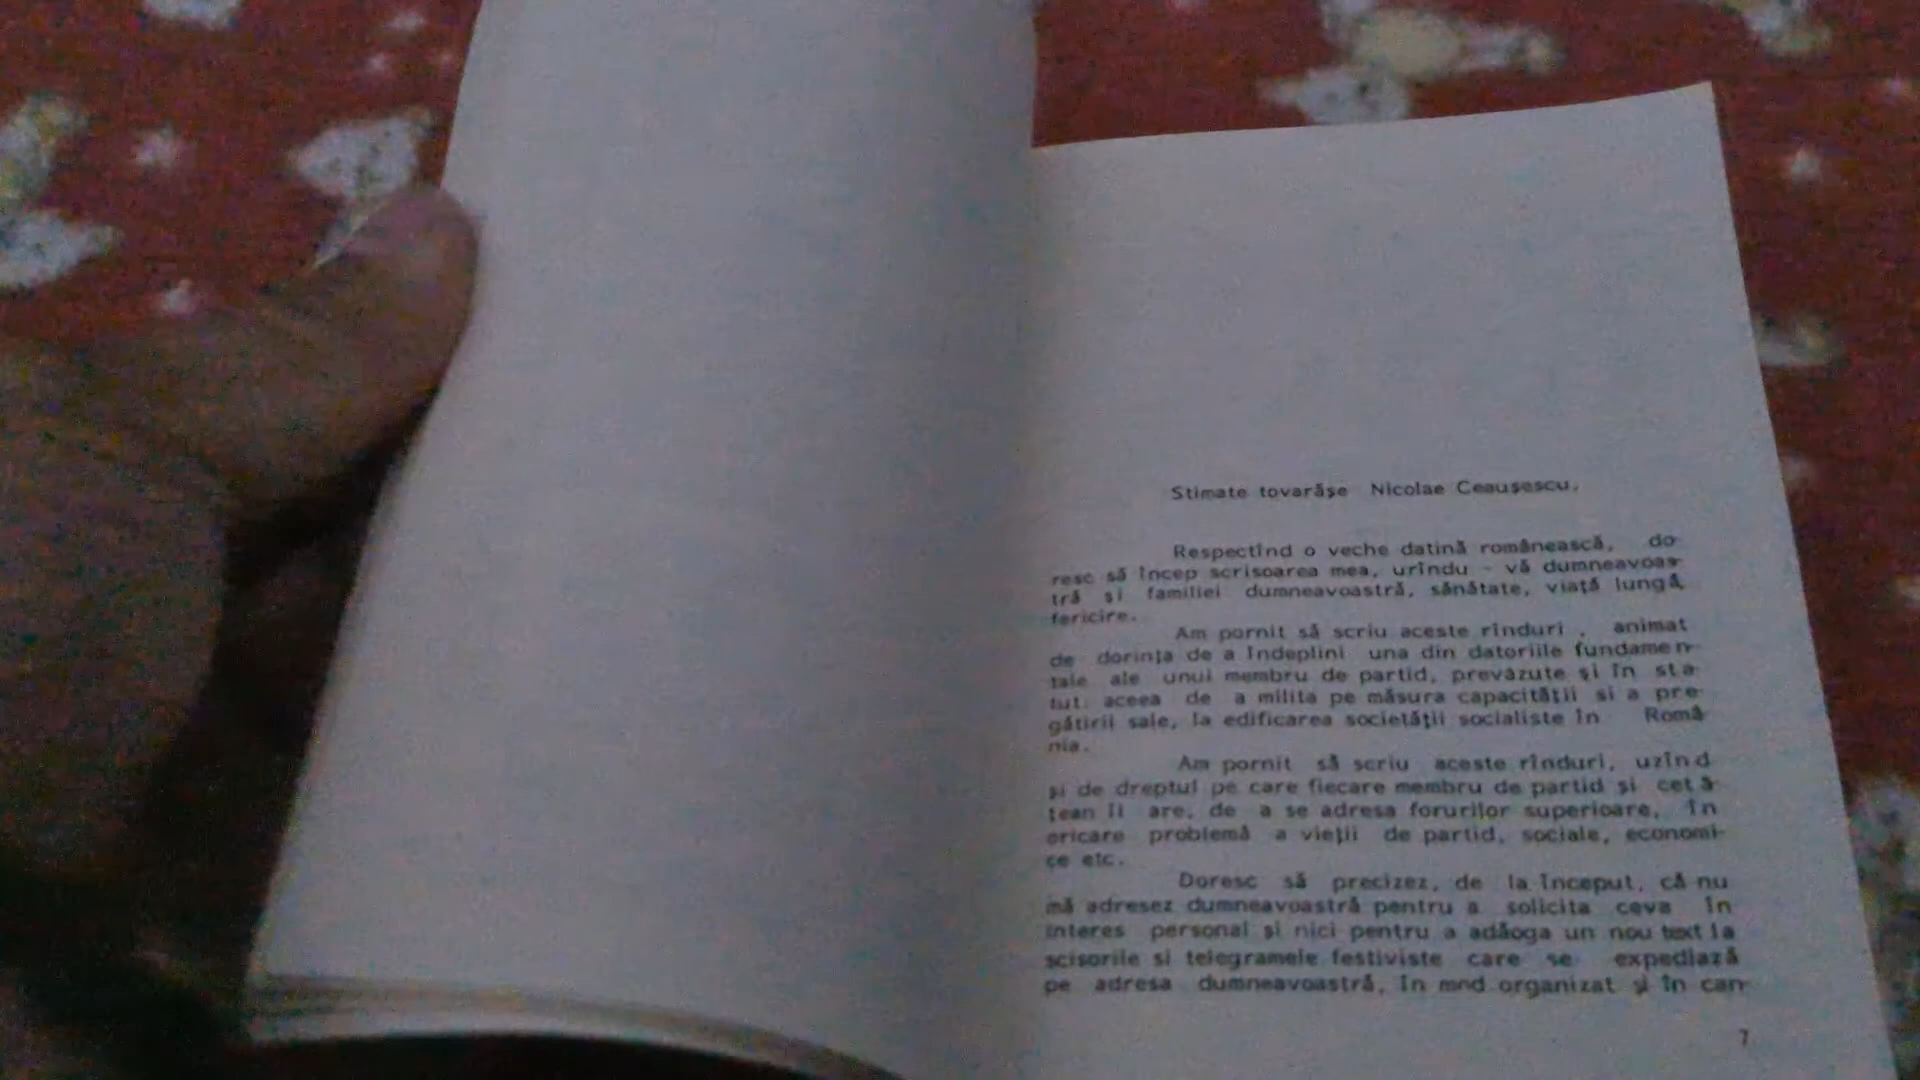 Stimate tovarăşe Nicolae Ceauşescu,
Respectînd o veche datină românească, do-
resc să încep scrisoarea mea, urîndu - vă dumneavoas-
tră şi familiei dumneavoastră, sănătate, viaţă lungă,
fericire.
Am pornit să scriu aceste rînduri , animat
de dorinţa de a îndeplini una din datoriile fundamen-
tale ale unui membru de partid, prevăzute şi în sta-
tut: aceea de a milita pe măsura capacităţii si a pre-
gătirii sale, la edificarea societăţii socialiste în Româ-
nia.
Am pornit să scriu aceste rînduri, uzînd
şi de dreptul pe care fiecare membru de partid şi cetă-
ţean îl are, de a se adresa forurilor superioare, în
oricare problemă a vieţii de partid, sociale, economi-
ce etc.
Doresc să precizez, de la început, că nu
mă adresez dumneavoastră pentru a solicita ceva în
interes personal şi nici pentru a adăoga un nou text la
scisorile si telegramele festiviste care se expediază
pe adresa dumneavoastră, în mod organizat şi în can-
7